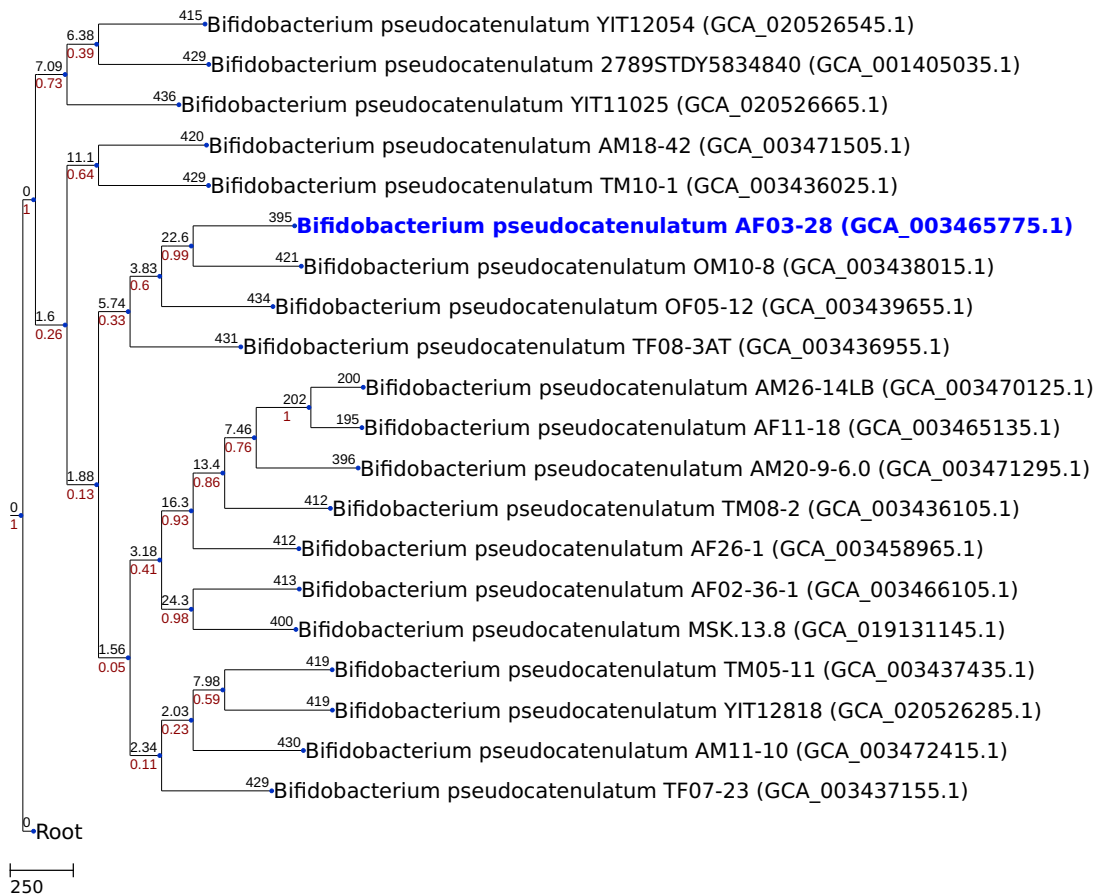 415 Bifidobacterium pseudocatenulatum YIT12054 (GCA_020526545.1)
6.38
0.39
429 Bifidobacterium pseudocatenulatum 2789STDY5834840 (GCA_001405035.1)
7.09
0.73
436 Bifidobacterium pseudocatenulatum YIT11025 (GCA_020526665.1)
420 Bifidobacterium pseudocatenulatum AM18-42 (GCA_003471505.1)
11.1
0.64
429 Bifidobacterium pseudocatenulatum TM10-1 (GCA_003436025.1)
0
1
395 Bifidobacterium pseudocatenulatum AF03-28 (GCA_003465775.1)
22.6
0.99
421 Bifidobacterium pseudocatenulatum OM10-8 (GCA_003438015.1)
3.83
0.6
434 Bifidobacterium pseudocatenulatum OF05-12 (GCA_003439655.1)
5.74
0.33
1.6
0.26
431 Bifidobacterium pseudocatenulatum TF08-3AT (GCA_003436955.1)
200 Bifidobacterium pseudocatenulatum AM26-14LB (GCA_003470125.1)
202
1
195 Bifidobacterium pseudocatenulatum AF11-18 (GCA_003465135.1)
7.46
0.76
396 Bifidobacterium pseudocatenulatum AM20-9-6.0 (GCA_003471295.1)
13.4
0.86
1.88
0.13
412 Bifidobacterium pseudocatenulatum TM08-2 (GCA_003436105.1)
16.3
0.93
0
1
412 Bifidobacterium pseudocatenulatum AF26-1 (GCA_003458965.1)
3.18
0.41
413 Bifidobacterium pseudocatenulatum AF02-36-1 (GCA_003466105.1)
24.3
0.98
400 Bifidobacterium pseudocatenulatum MSK.13.8 (GCA_019131145.1)
1.56
0.05
419 Bifidobacterium pseudocatenulatum TM05-11 (GCA_003437435.1)
7.98
0.59
419 Bifidobacterium pseudocatenulatum YIT12818 (GCA_020526285.1)
2.03
0.23
430 Bifidobacterium pseudocatenulatum AM11-10 (GCA_003472415.1)
2.34
0.11
429 Bifidobacterium pseudocatenulatum TF07-23 (GCA_003437155.1)
0 Root
250